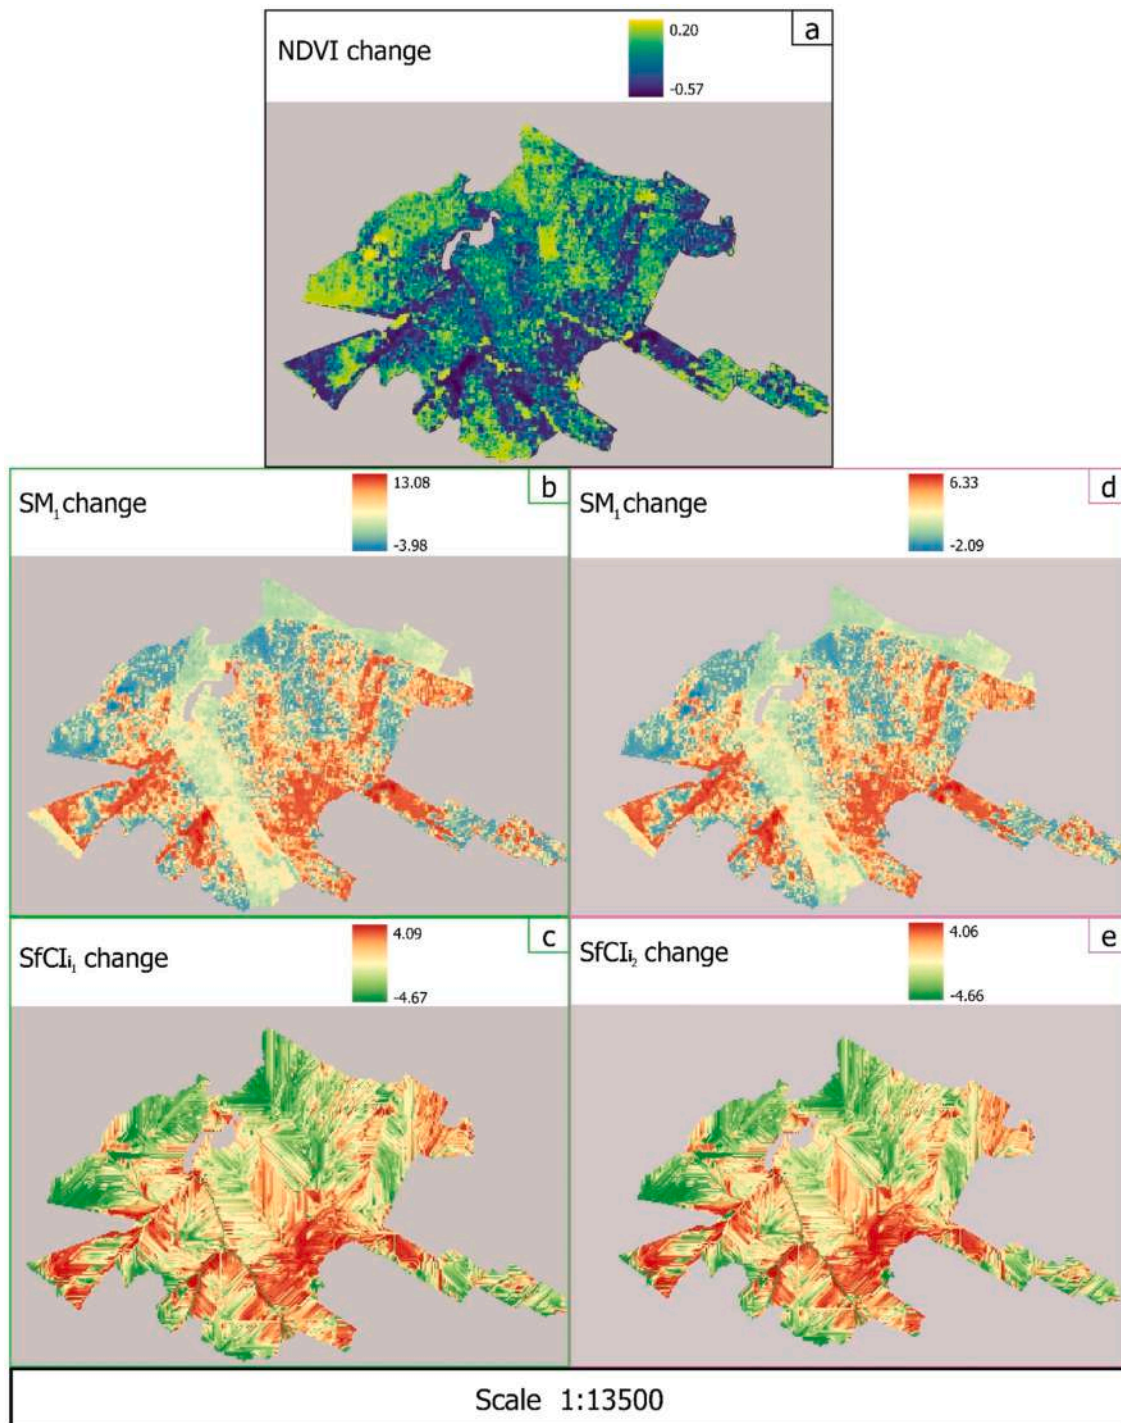 NDVI change
0.20
-0.57
a
SM₁ change
13.08
-3.98
b
SM₁ change
6.33
-2.09
d
SfCIi₁ change
4.09
-4.67
c
SfCIi₂ change
4.06
-4.66
e
Scale 1:13500